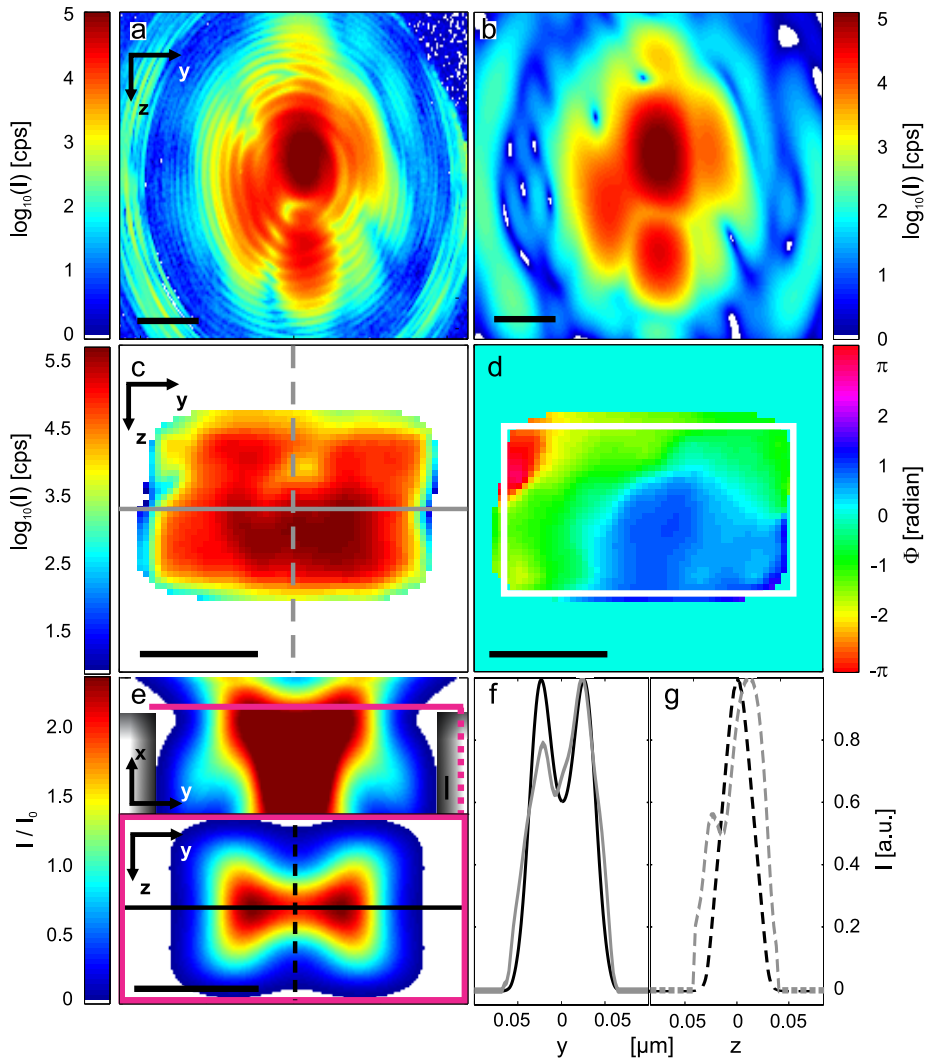 5
4
3
2
1
0
log₁₀(I) [cps]
a
y
z
b
5
4
3
2
1
0
log₁₀(I) [cps]
5.5
4.5
3.5
2.5
1.5
log₁₀(I) [cps]
c
y
z
d
π
2
1
0
-1
-2
-π
Φ [radian]
2.0
1.5
1.0
0.5
0
I / I₀
e
x
y
y
z
f
g
0.8
0.6
0.4
0.2
0
I [a.u.]
0.05 0 0.05
y
[µm]
0.05 0 0.05
z